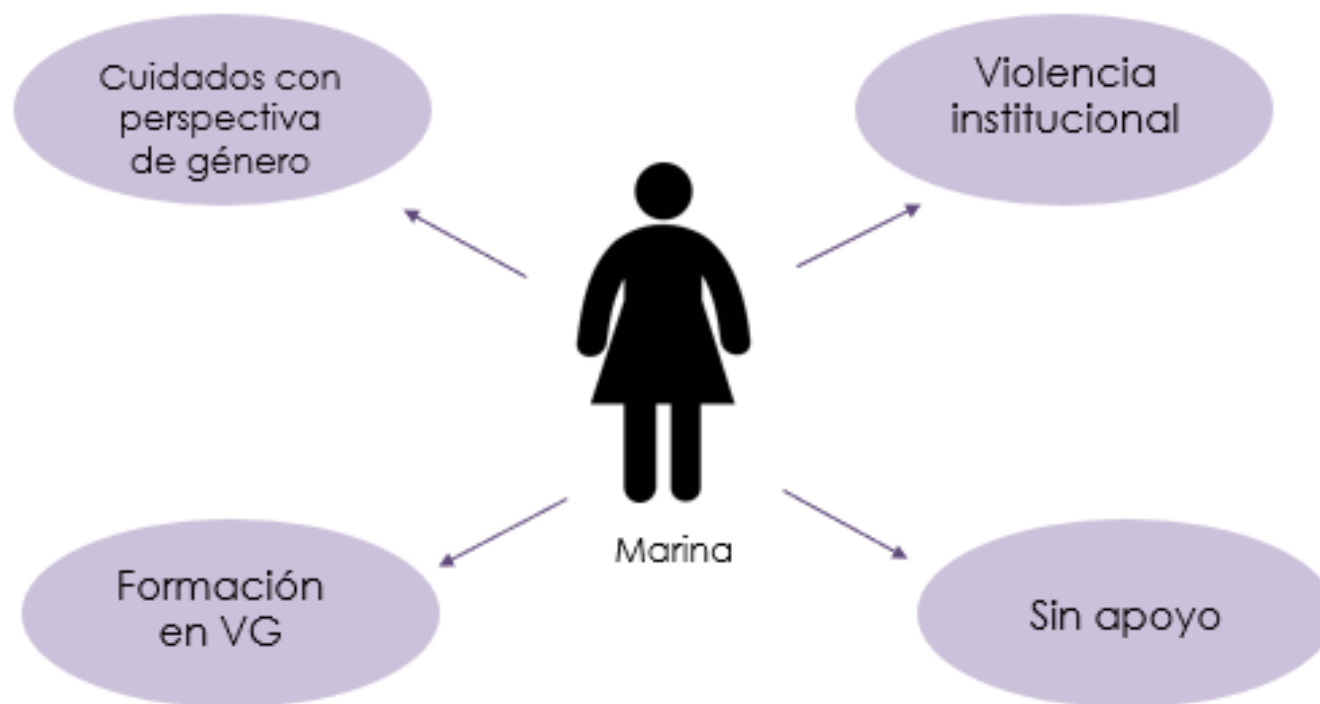 Cuidados con
perspectiva
de género
Violencia
institucional
Marina
Formación
en VG
Sin apoyo